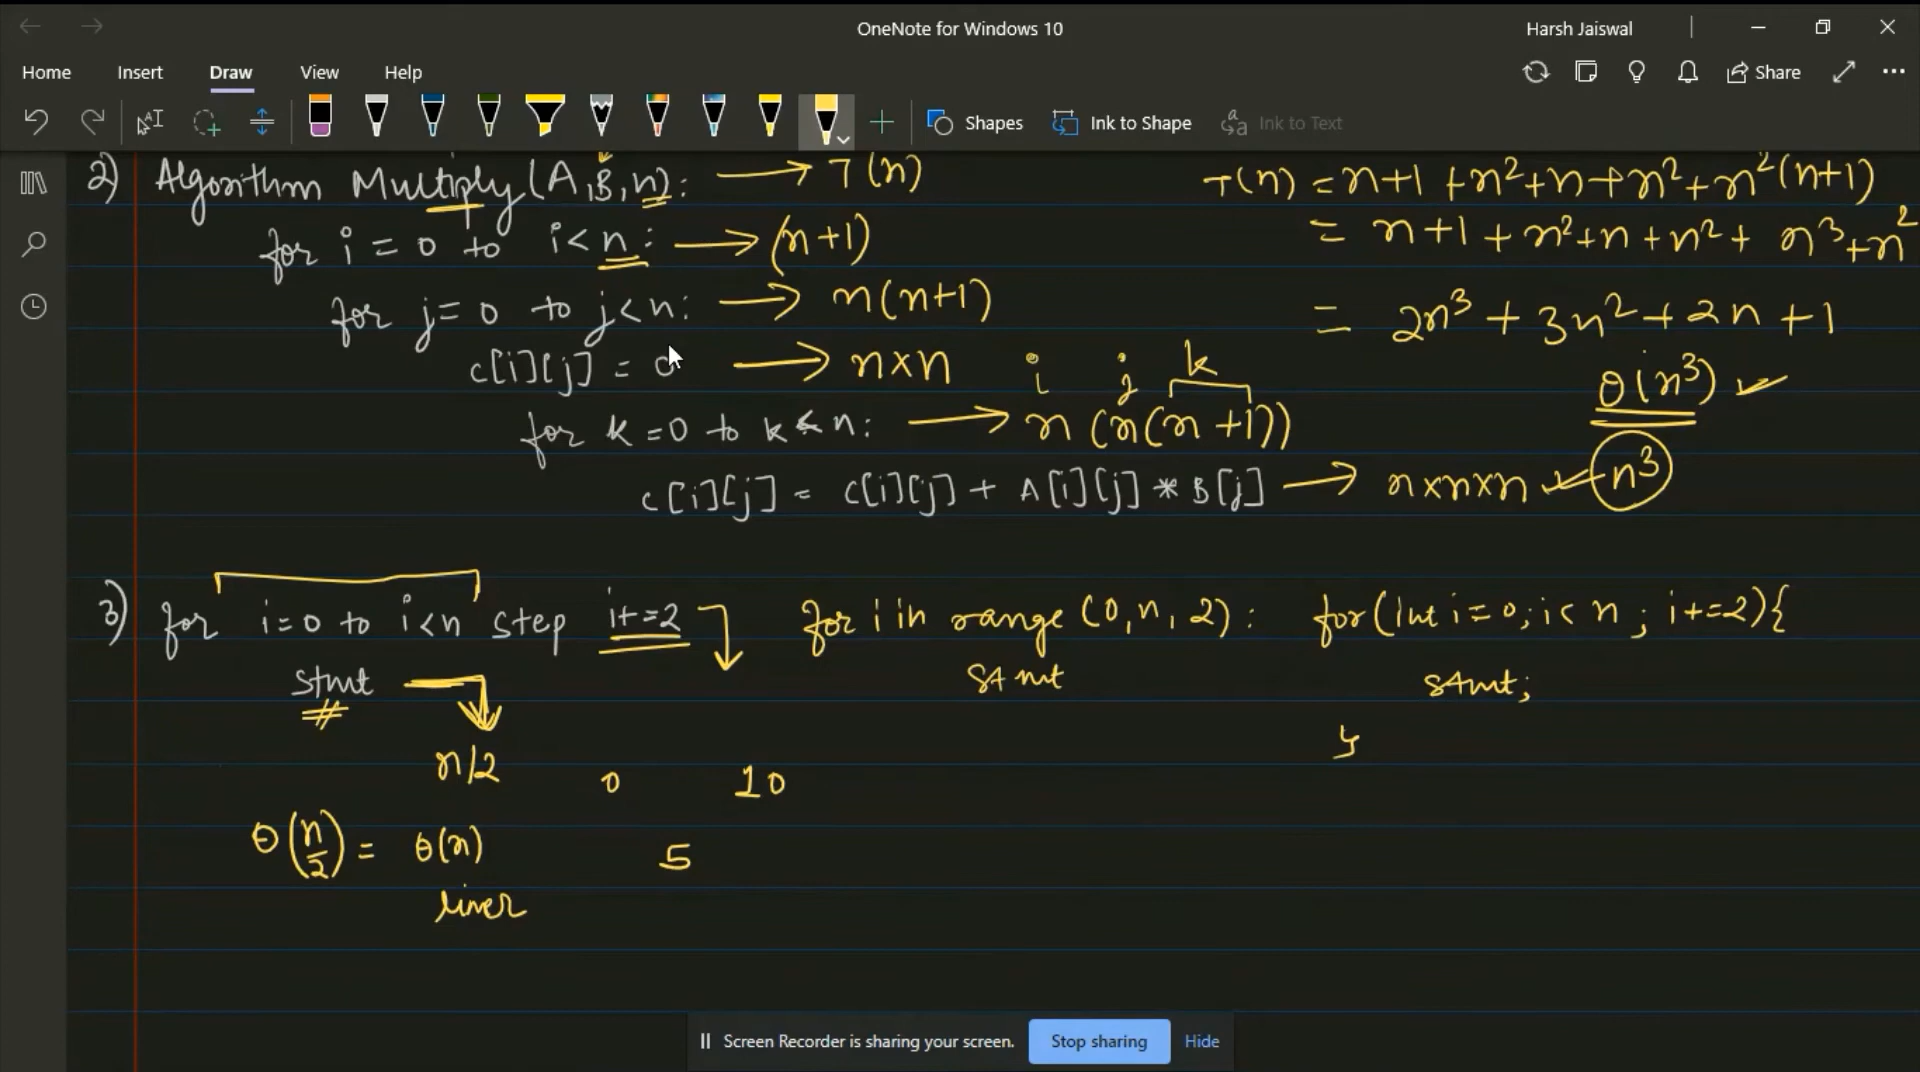 OneNote for Windows 10
Harsh Jaiswal
Home Insert Draw View Help
Share
Shapes Ink to Shape Ink to Text
2) Algorithm Multiply (A, B, n): → T(n)
T(n) = n+1 + n²+n+n²+n²(n+1)
for i = 0 to i < n: → (n+1)
= n+1+n²+n+n²+ n³+n²
for j = 0 to j < n: → n(n+1)
= 2n³ + 3n² + 2n + 1
c[i][j] = 0 → n×n
i j k
θ(n³) ✓
for k = 0 to k < n: → n (n(n+1))
c[i][j] = c[i][j] + A[i][j] * B[j] → n×n×n ✓ n³
3) for i=0 to i<n step i+=2
for i in range (0, n, 2):
for(int i=0; i< n ; i+=2){
stmt
stmt
stmt;
}
n/2
0 10
θ(n/2) = θ(n)
5
liner
Screen Recorder is sharing your screen. Stop sharing Hide